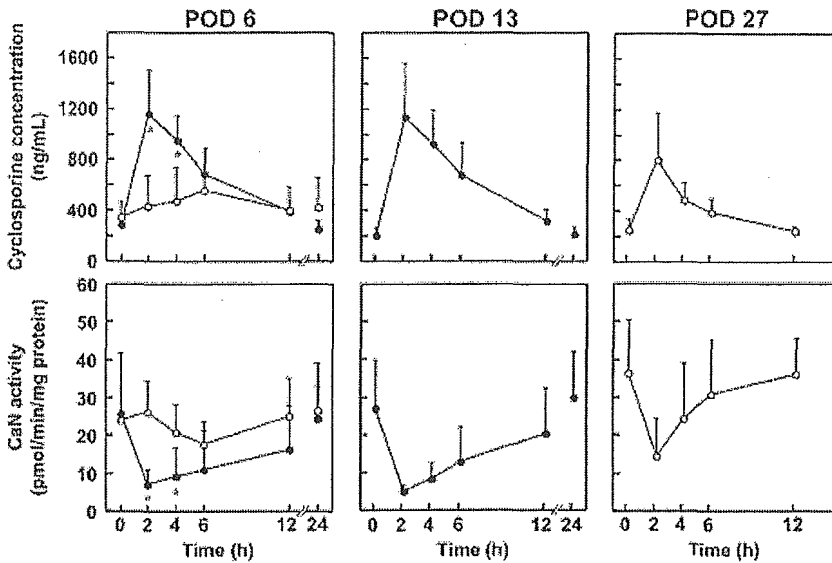 POD 6
POD 13
POD 27
Cyclosporine concentration
(ng/mL)
1600
1200
800
400
0
*
*
CaN activity
(pmol/min/mg protein)
60
50
40
30
20
10
0
*
*
0 2 4 6 12 24
0 2 4 6 12 24
0 2 4 6 12
Time (h)
Time (h)
Time (h)